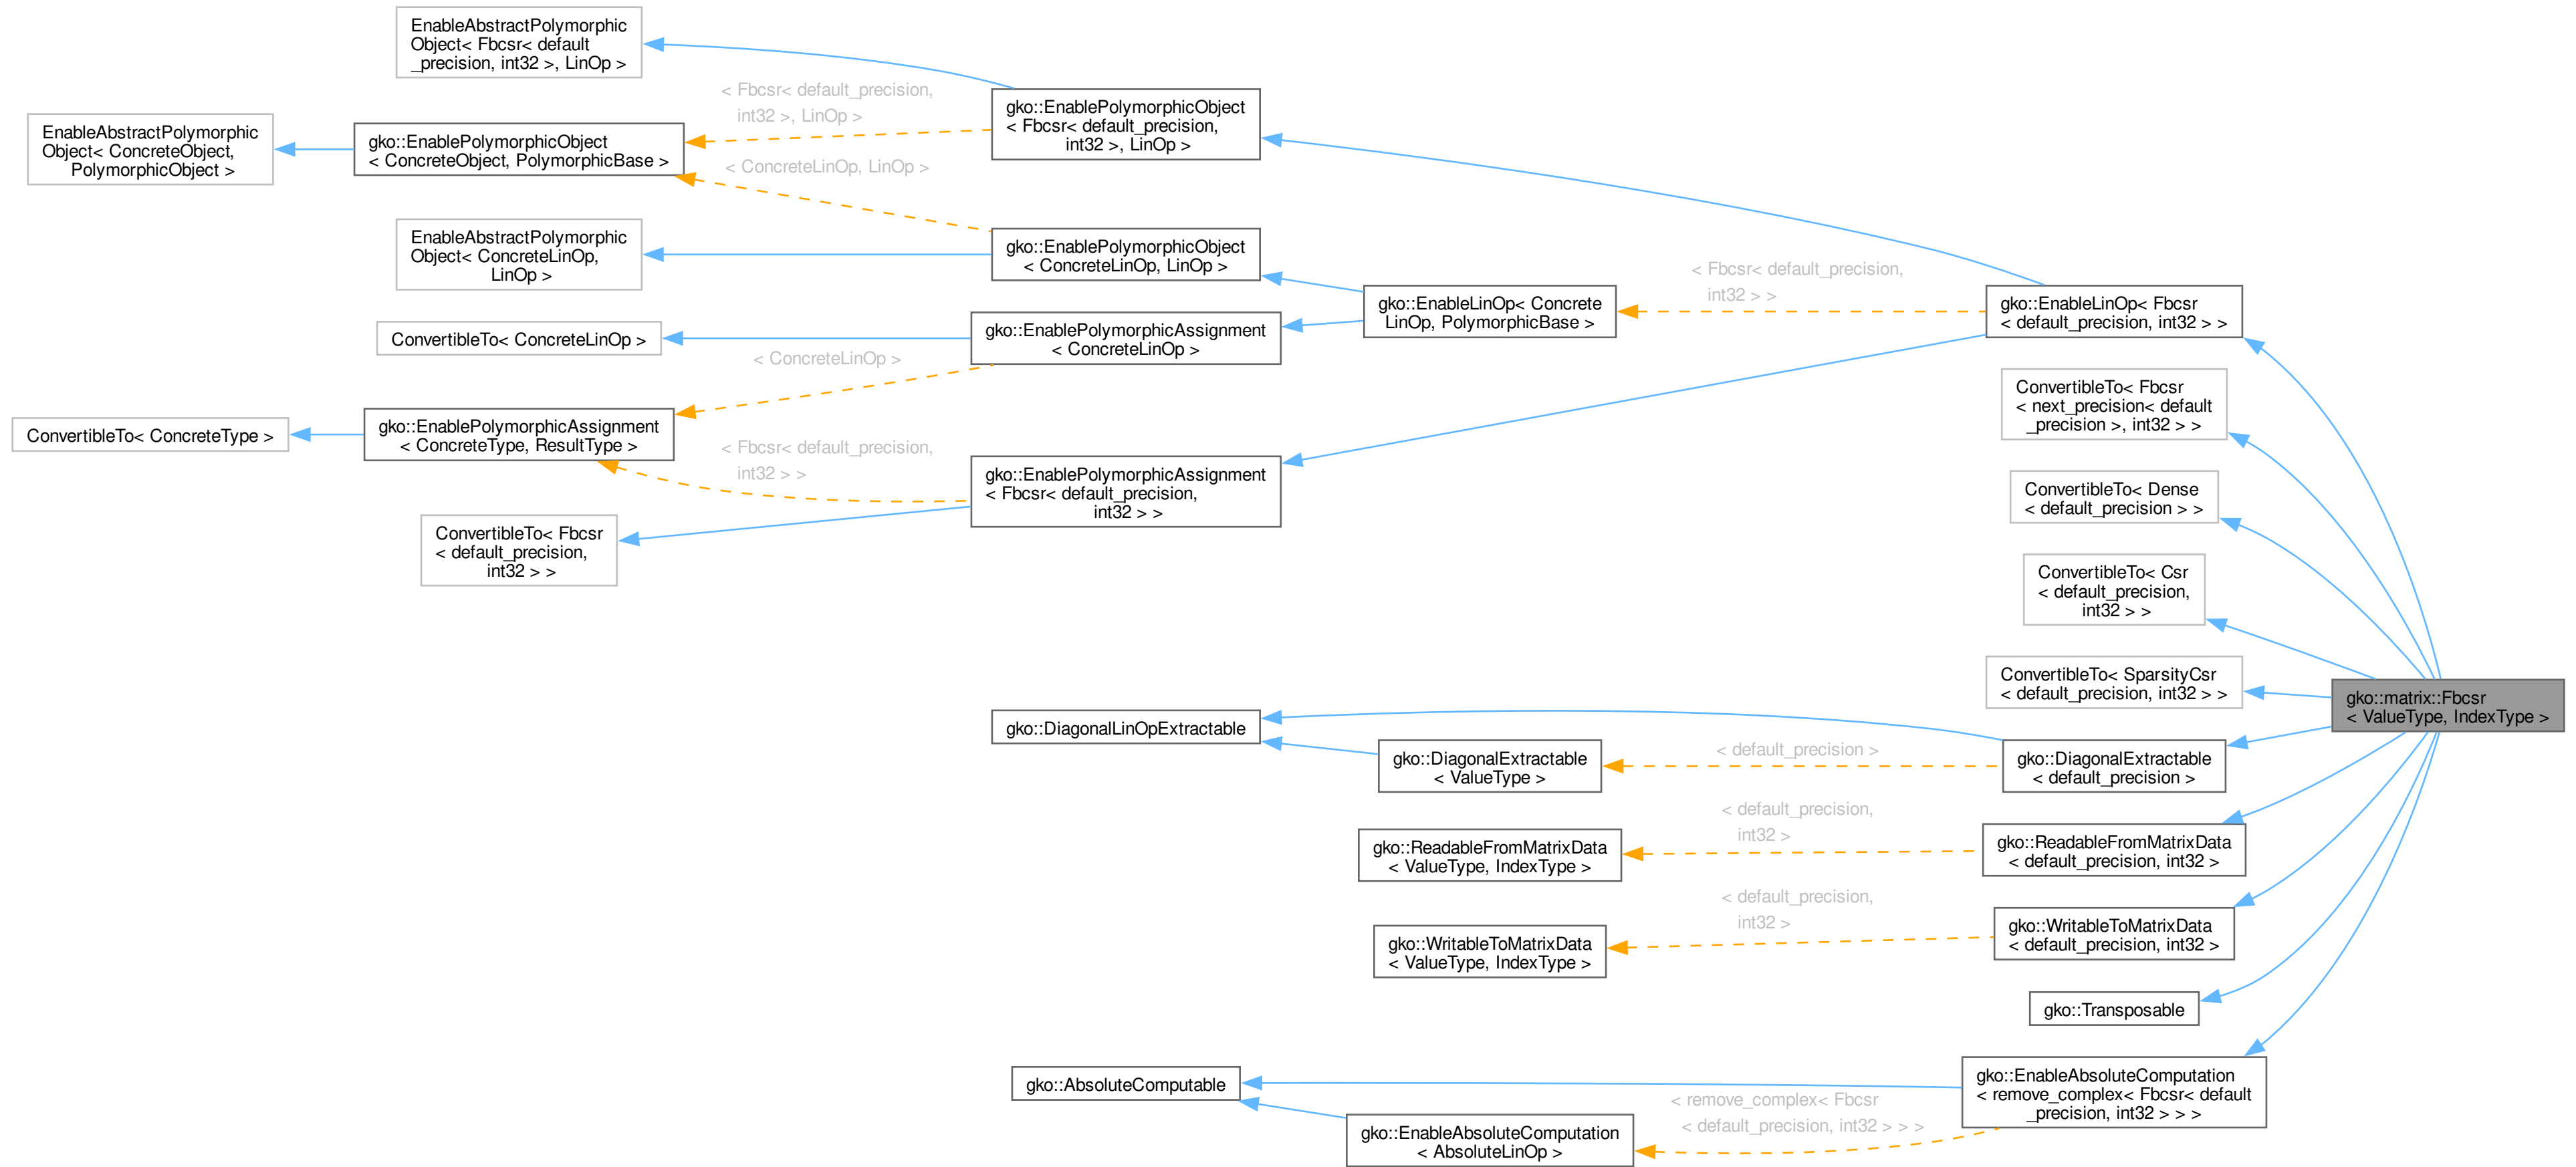 EnableAbstractPolymorphic
Object< Fbcsr< default
_precision, int32 >, LinOp >
< Fbcsr< default_precision,
int32 >, LinOp >
gko::EnablePolymorphicObject
< Fbcsr< default_precision,
int32 >, LinOp >
EnableAbstractPolymorphic
Object< ConcreteObject,
PolymorphicObject >
gko::EnablePolymorphicObject
< ConcreteObject, PolymorphicBase >
< ConcreteLinOp, LinOp >
EnableAbstractPolymorphic
Object< ConcreteLinOp,
LinOp >
gko::EnablePolymorphicObject
< ConcreteLinOp, LinOp >
< Fbcsr< default_precision,
int32 > >
gko::EnableLinOp< Concrete
LinOp, PolymorphicBase >
gko::EnableLinOp< Fbcsr
< default_precision, int32 > >
ConvertibleTo< ConcreteLinOp >
gko::EnablePolymorphicAssignment
< ConcreteLinOp >
< ConcreteLinOp >
ConvertibleTo< Fbcsr
< next_precision< default
_precision >, int32 > >
ConvertibleTo< ConcreteType >
gko::EnablePolymorphicAssignment
< ConcreteType, ResultType >
< Fbcsr< default_precision,
int32 > >
gko::EnablePolymorphicAssignment
< Fbcsr< default_precision,
int32 > >
ConvertibleTo< Dense
< default_precision > >
ConvertibleTo< Fbcsr
< default_precision,
int32 > >
ConvertibleTo< Csr
< default_precision,
int32 > >
ConvertibleTo< SparsityCsr
< default_precision, int32 > >
gko::matrix::Fbcsr
< ValueType, IndexType >
gko::DiagonalLinOpExtractable
gko::DiagonalExtractable
< ValueType >
< default_precision >
gko::DiagonalExtractable
< default_precision >
gko::ReadableFromMatrixData
< ValueType, IndexType >
< default_precision,
int32 >
gko::ReadableFromMatrixData
< default_precision, int32 >
gko::WritableToMatrixData
< ValueType, IndexType >
< default_precision,
int32 >
gko::WritableToMatrixData
< default_precision, int32 >
gko::Transposable
gko::AbsoluteComputable
gko::EnableAbsoluteComputation
< AbsoluteLinOp >
< remove_complex< Fbcsr
< default_precision, int32 > > >
gko::EnableAbsoluteComputation
< remove_complex< Fbcsr< default
_precision, int32 > > >